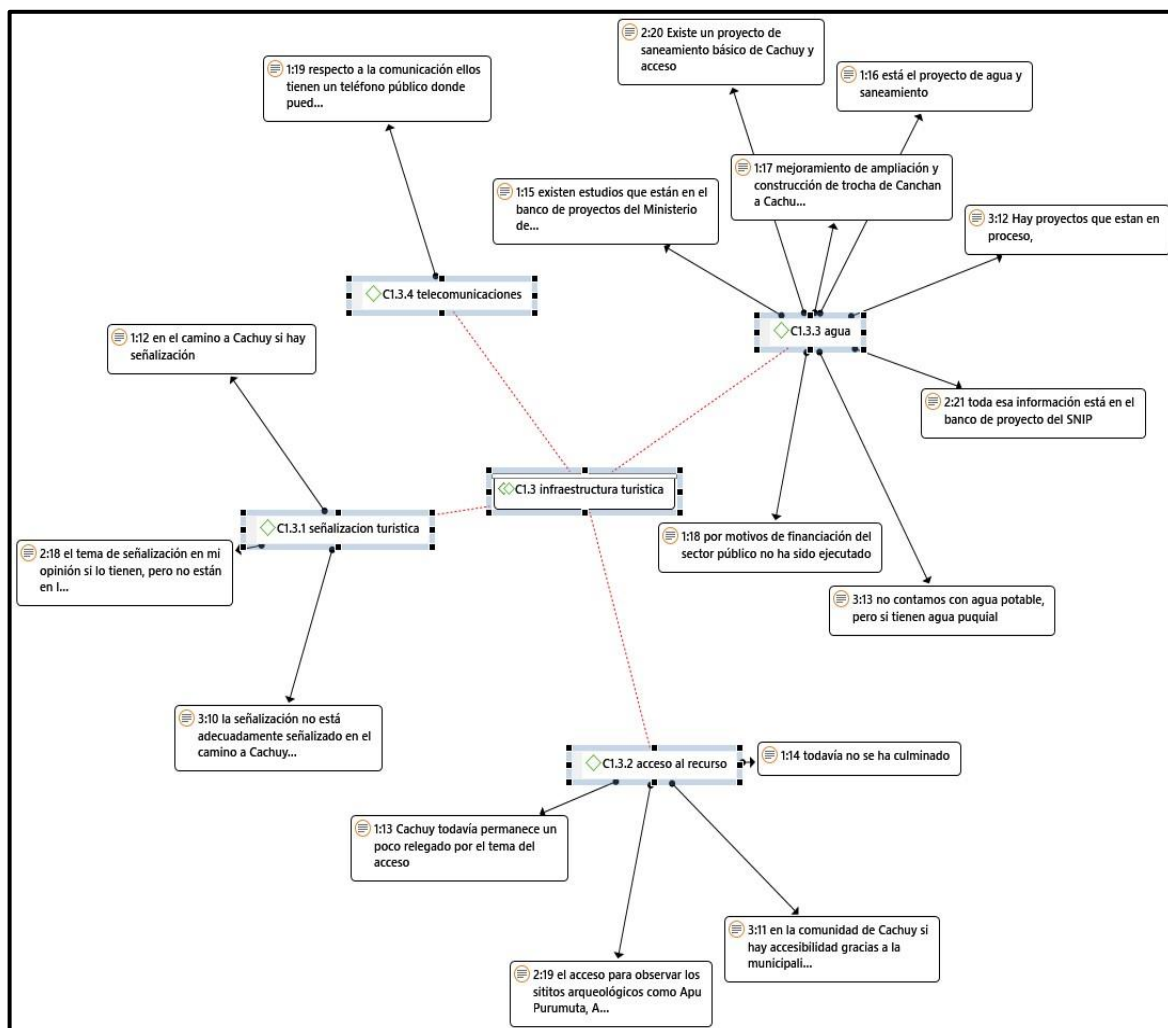 2:20 Existe un proyecto de
saneamiento básico de Cachuy y
acceso
1:19 respecto a la comunicación ellos
tienen un teléfono público donde
pued...
1:16 está el proyecto de agua y
saneamiento
1:17 mejoramiento de ampliación y
construcción de trocha de Canchan
a Cachu...
1:15 existen estudios que están en el
banco de proyectos del Ministerio
de...
3:12 Hay proyectos que estan en
proceso,
C1.3.4 telecomunicaciones
C1.3.3 agua
1:12 en el camino a Cachuy si hay
señalización
2:21 toda esa información está en el
banco de proyecto del SNIP
C1.3 infraestructura turistica
C1.3.1 señalizacion turistica
1:18 por motivos de financiación del
sector público no ha sido ejecutado
2:18 el tema de señalización en mi
opinión si lo tienen, pero no están
en l...
3:13 no contamos con agua potable,
pero si tienen agua puquial
3:10 la señalización no está
adecuadamente señalizado en el
camino a Cachuy...
C1.3.2 acceso al recurso
1:14 todavía no se ha culminado
1:13 Cachuy todavía permanece un
poco relegado por el tema del
acceso
3:11 en la comunidad de Cachuy si
hay accesibilidad gracias a la
municipali...
2:19 el acceso para observar los
sititos arqueológicos como Apu
Purumuta, A...